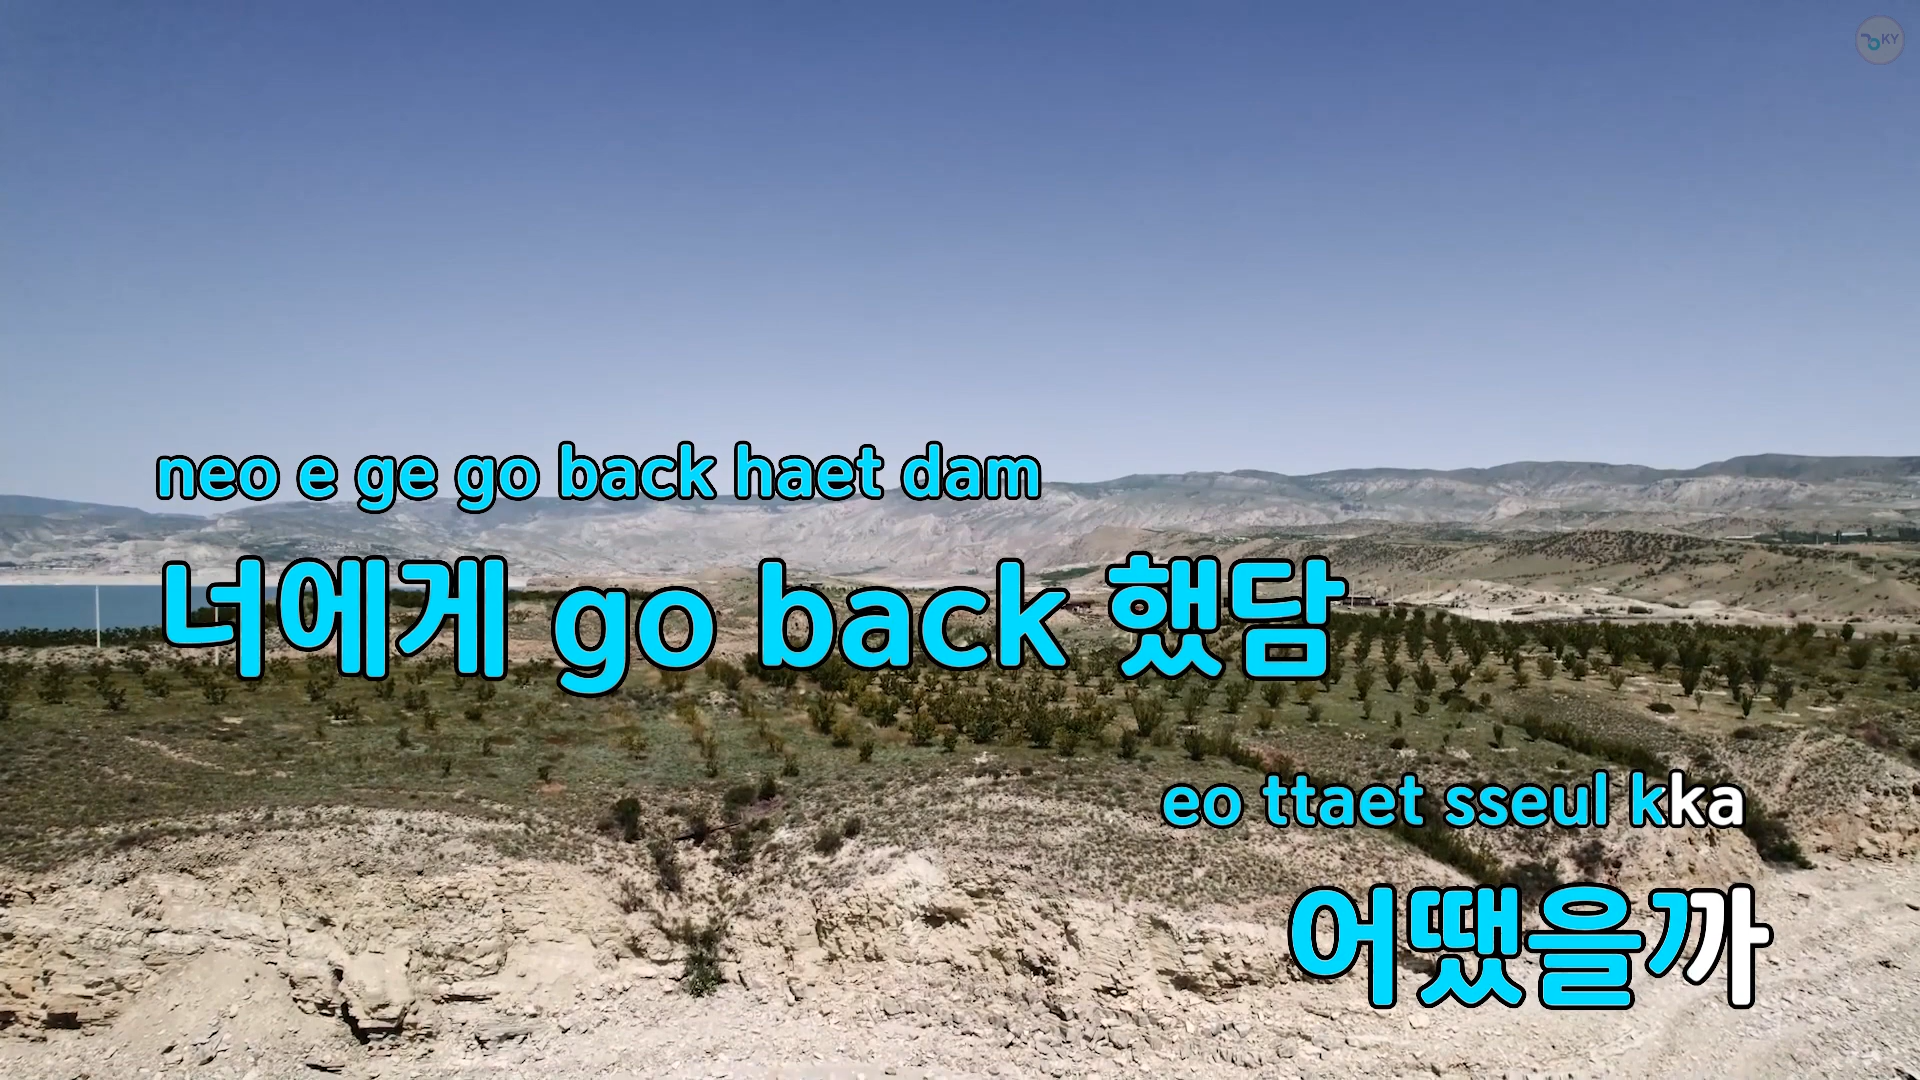 KY
neo e ge go back haet dam
너에게 go back 했담
eo ttaet sseul kka
어땠을까